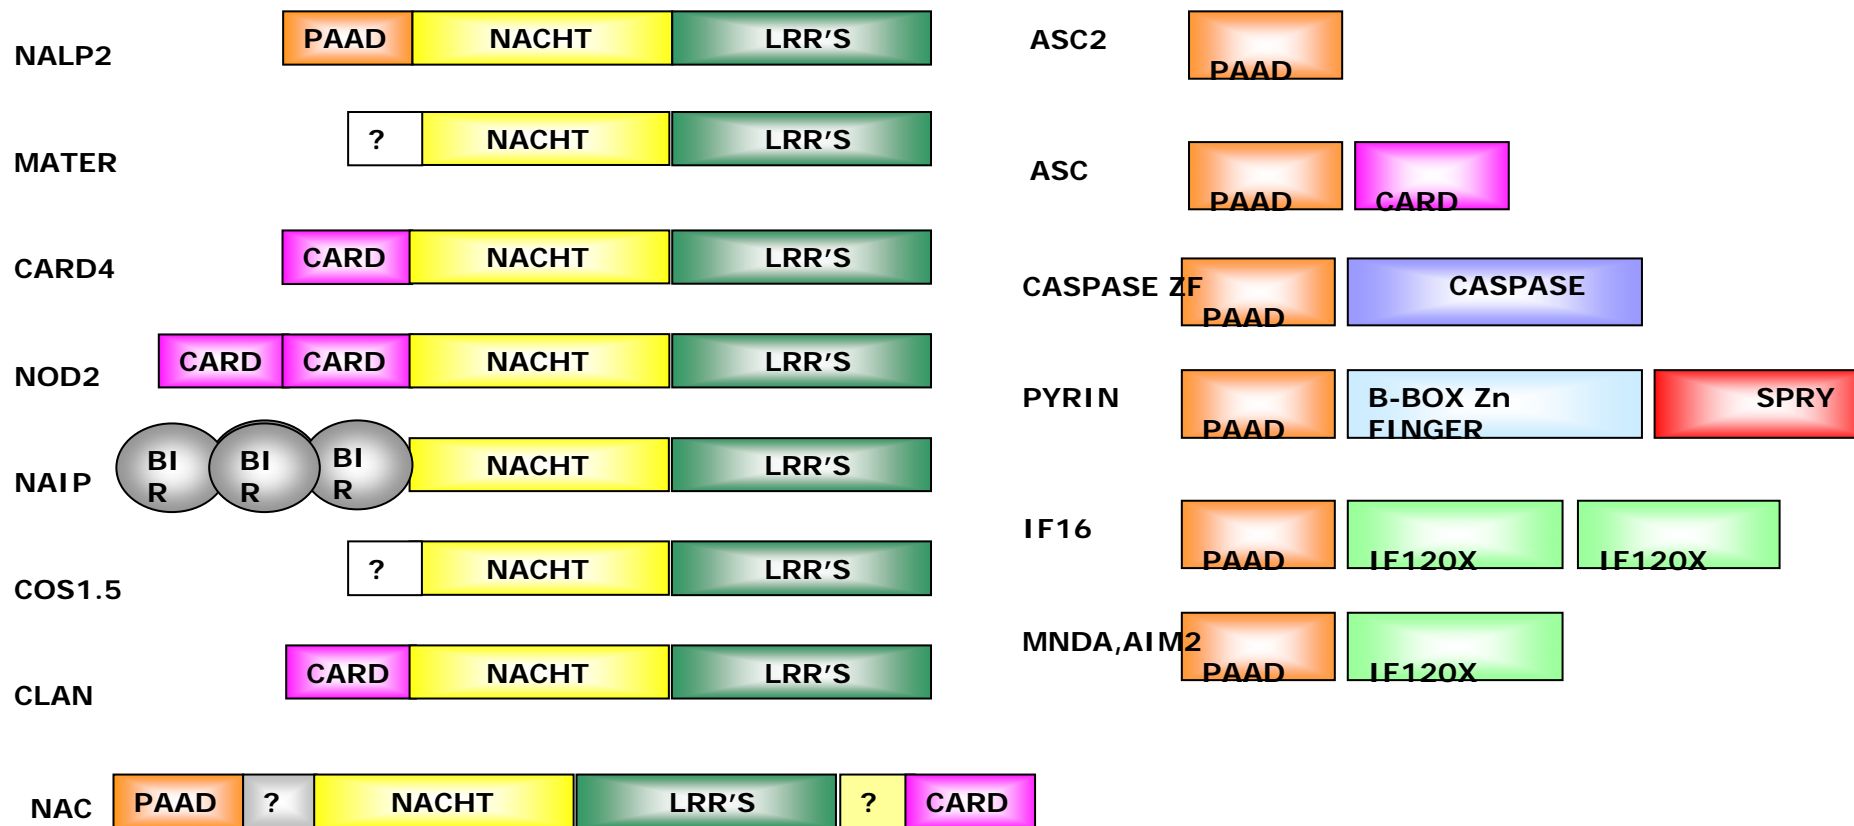 NALP2 PAAD NACHT LRR'S
MATER ? NACHT LRR'S
CARD4 CARD NACHT LRR'S
NOD2 CARD CARD NACHT LRR'S
NAIP BI BI BI NACHT LRR'S
R R R
COS1.5 ? NACHT LRR'S
CLAN CARD NACHT LRR'S
NAC PAAD ? NACHT LRR'S ? CARD
ASC2 PAAD
ASC PAAD CARD
CASPASE ZF PAAD CASPASE
PYRIN PAAD B-BOX Zn SPRY
FINGER
IF16 PAAD IF120X IF120X
MNDA,AIM2 PAAD IF120X